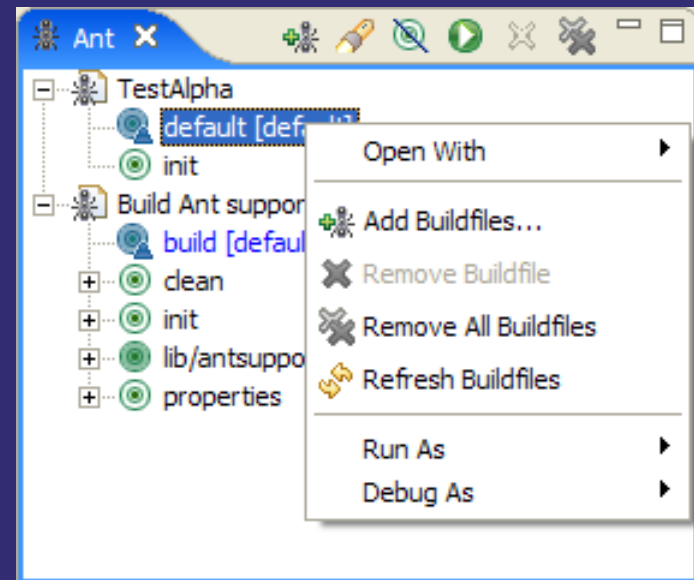 Ant
TestAlpha
default [default]
init
Build Ant suppor
build [defaul
clean
init
lib/antsuppo
properties
Open With
Add Buildfiles...
Remove Buildfile
Remove All Buildfiles
Refresh Buildfiles
Run As
Debug As